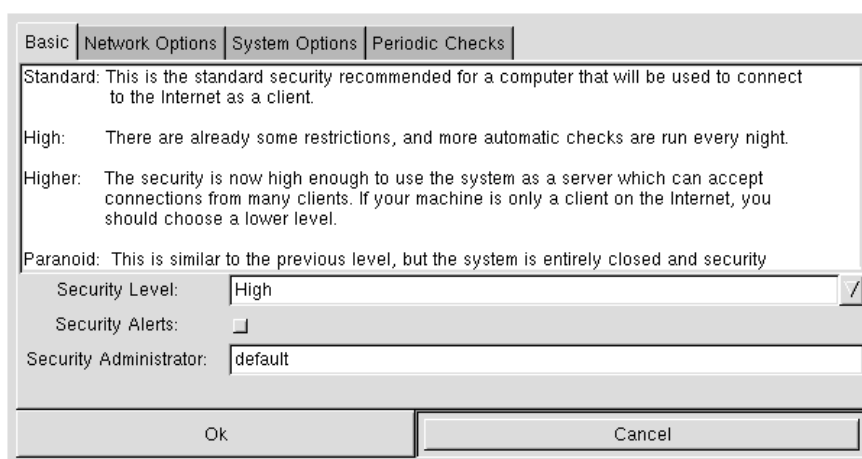 Basic Network Options System Options Periodic Checks
Standard: This is the standard security recommended for a computer that will be used to connect
to the Internet as a client.
High: There are already some restrictions, and more automatic checks are run every night.
Higher: The security is now high enough to use the system as a server which can accept
connections from many clients. If your machine is only a client on the Internet, you
should choose a lower level.
Paranoid: This is similar to the previous level, but the system is entirely closed and security
Security Level: High
Security Alerts:
Security Administrator: default
Ok Cancel